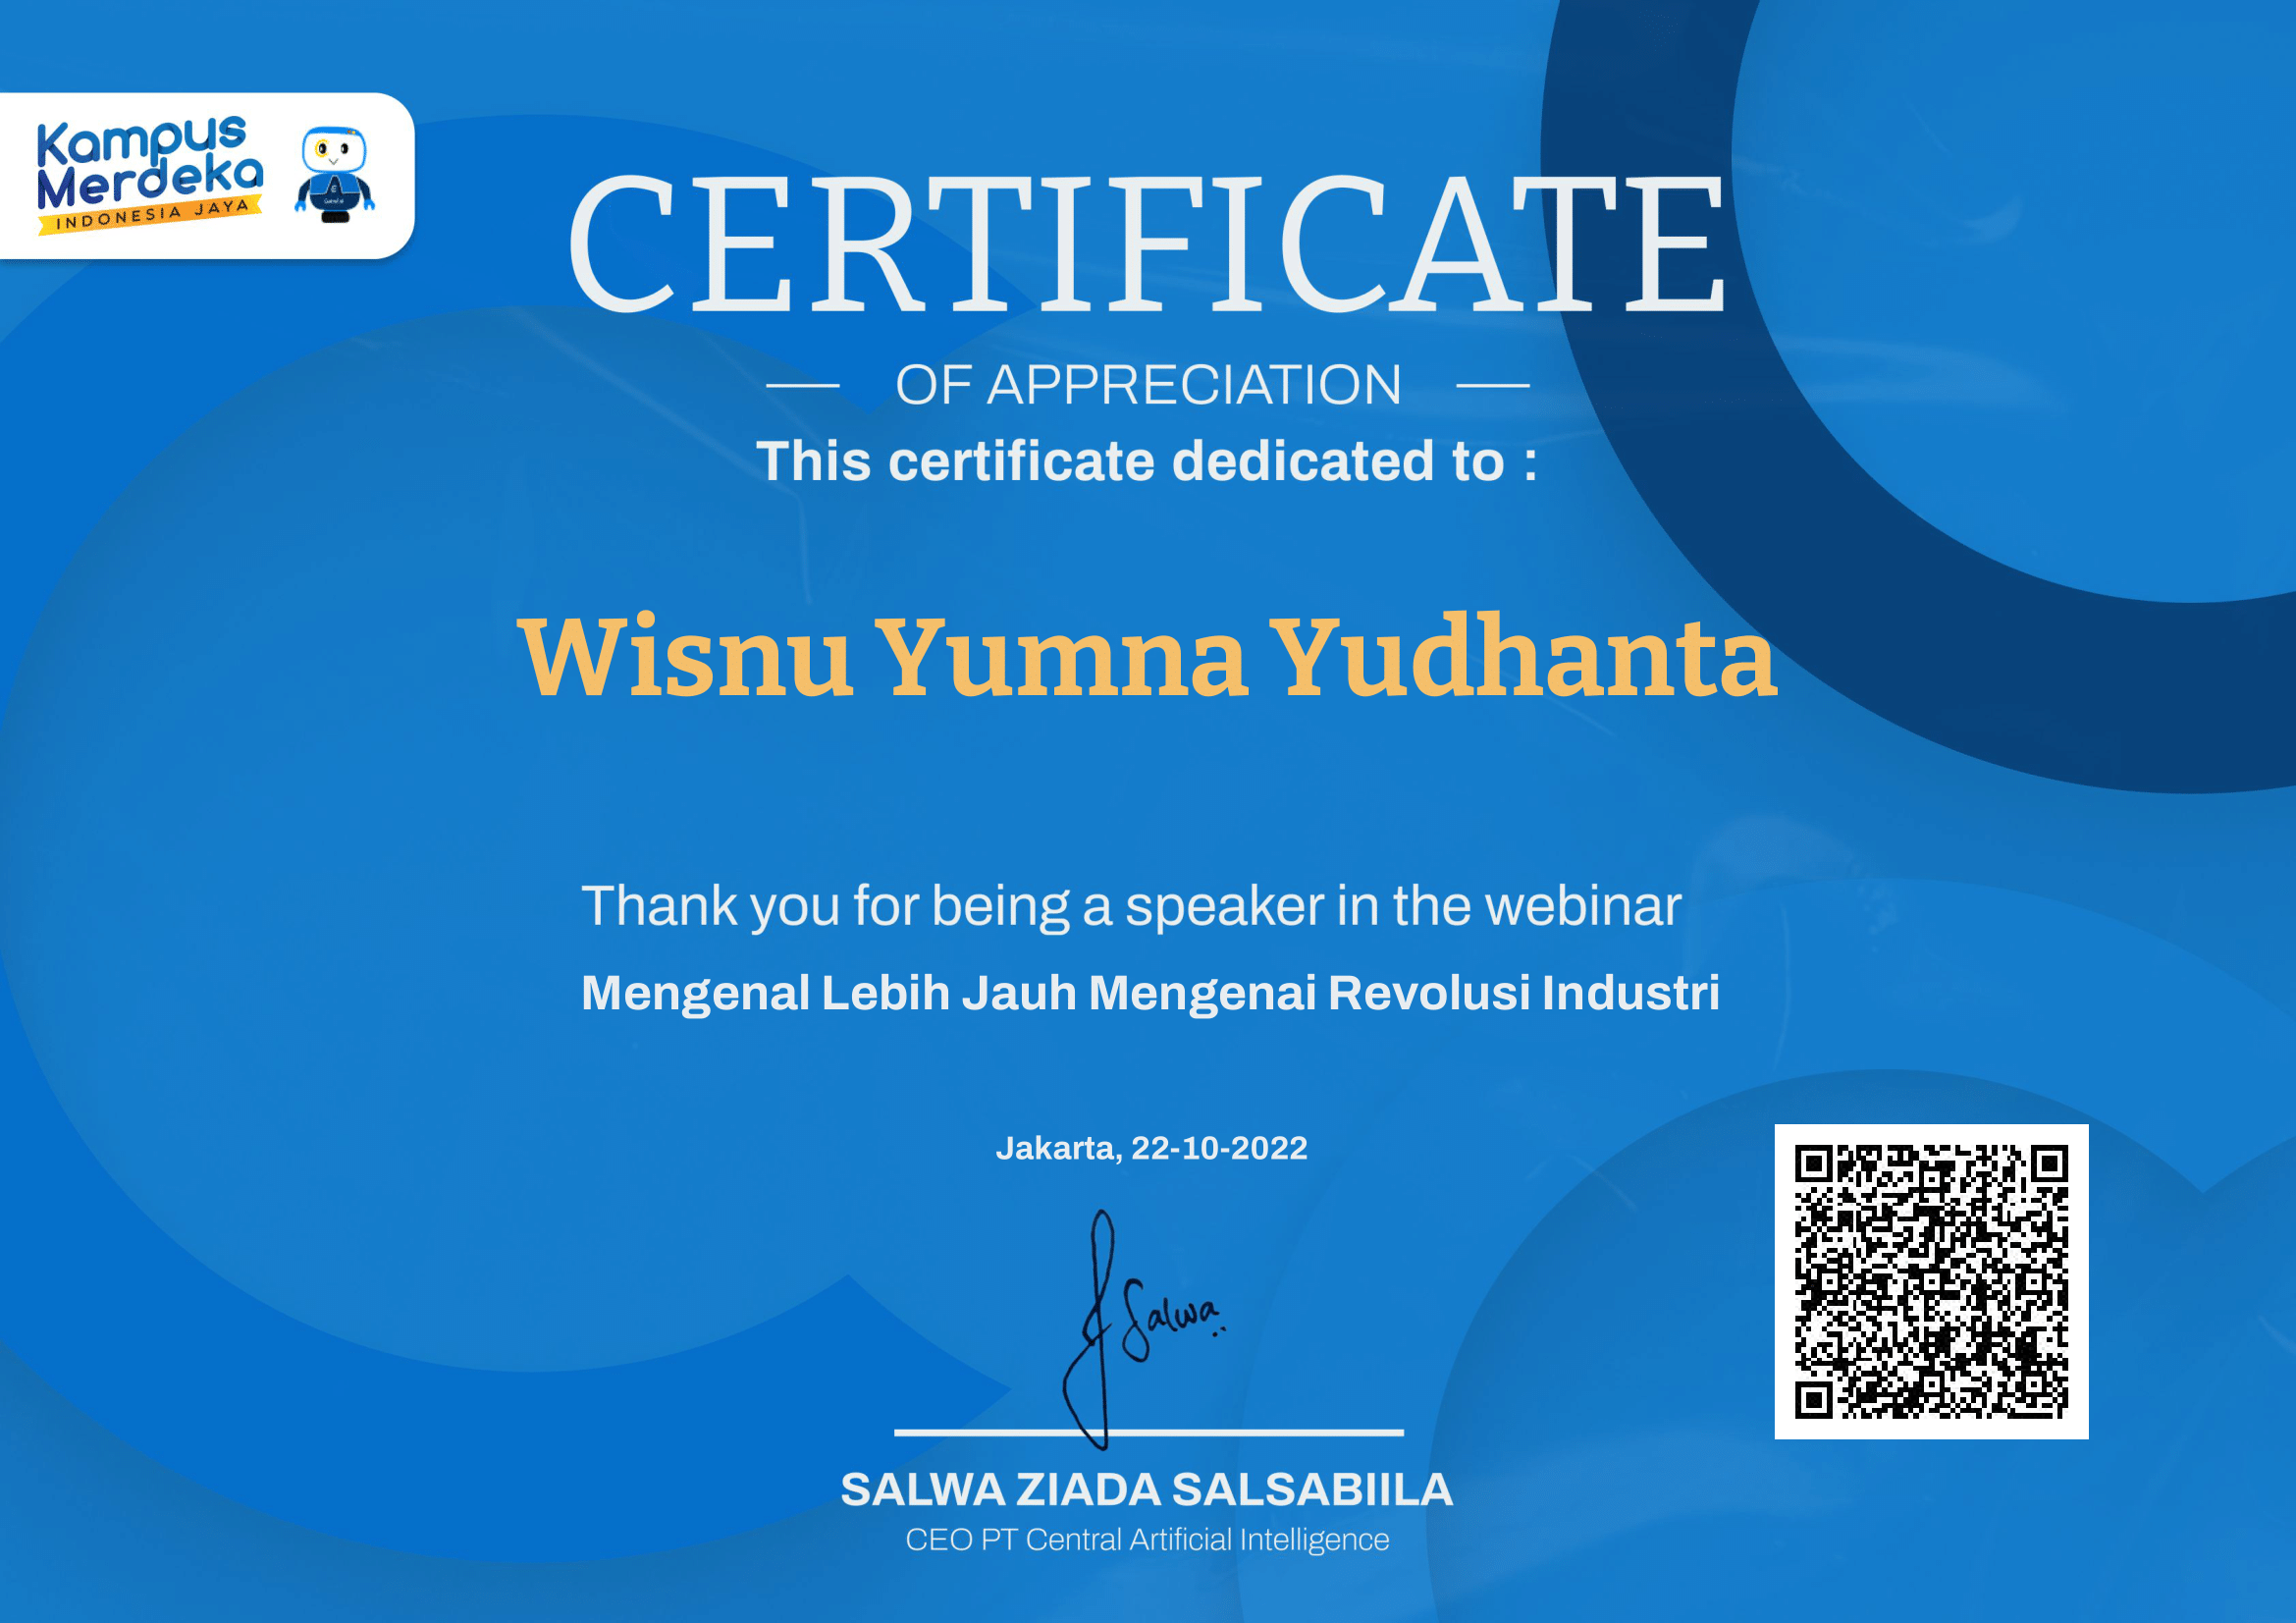 Kampus
Merdeka
INDONESIA JAYA
CERTIFICATE
OF APPRECIATION
This certificate dedicated to :
Wisnu Yumna Yudhanta
Thank you for being a speaker in the webinar
Mengenal Lebih Jauh Mengenai Revolusi Industri
Jakarta, 22-10-2022
Salwa
SALWA ZIADA SALSABIILA
CEO PT Central Artificial Intelligence